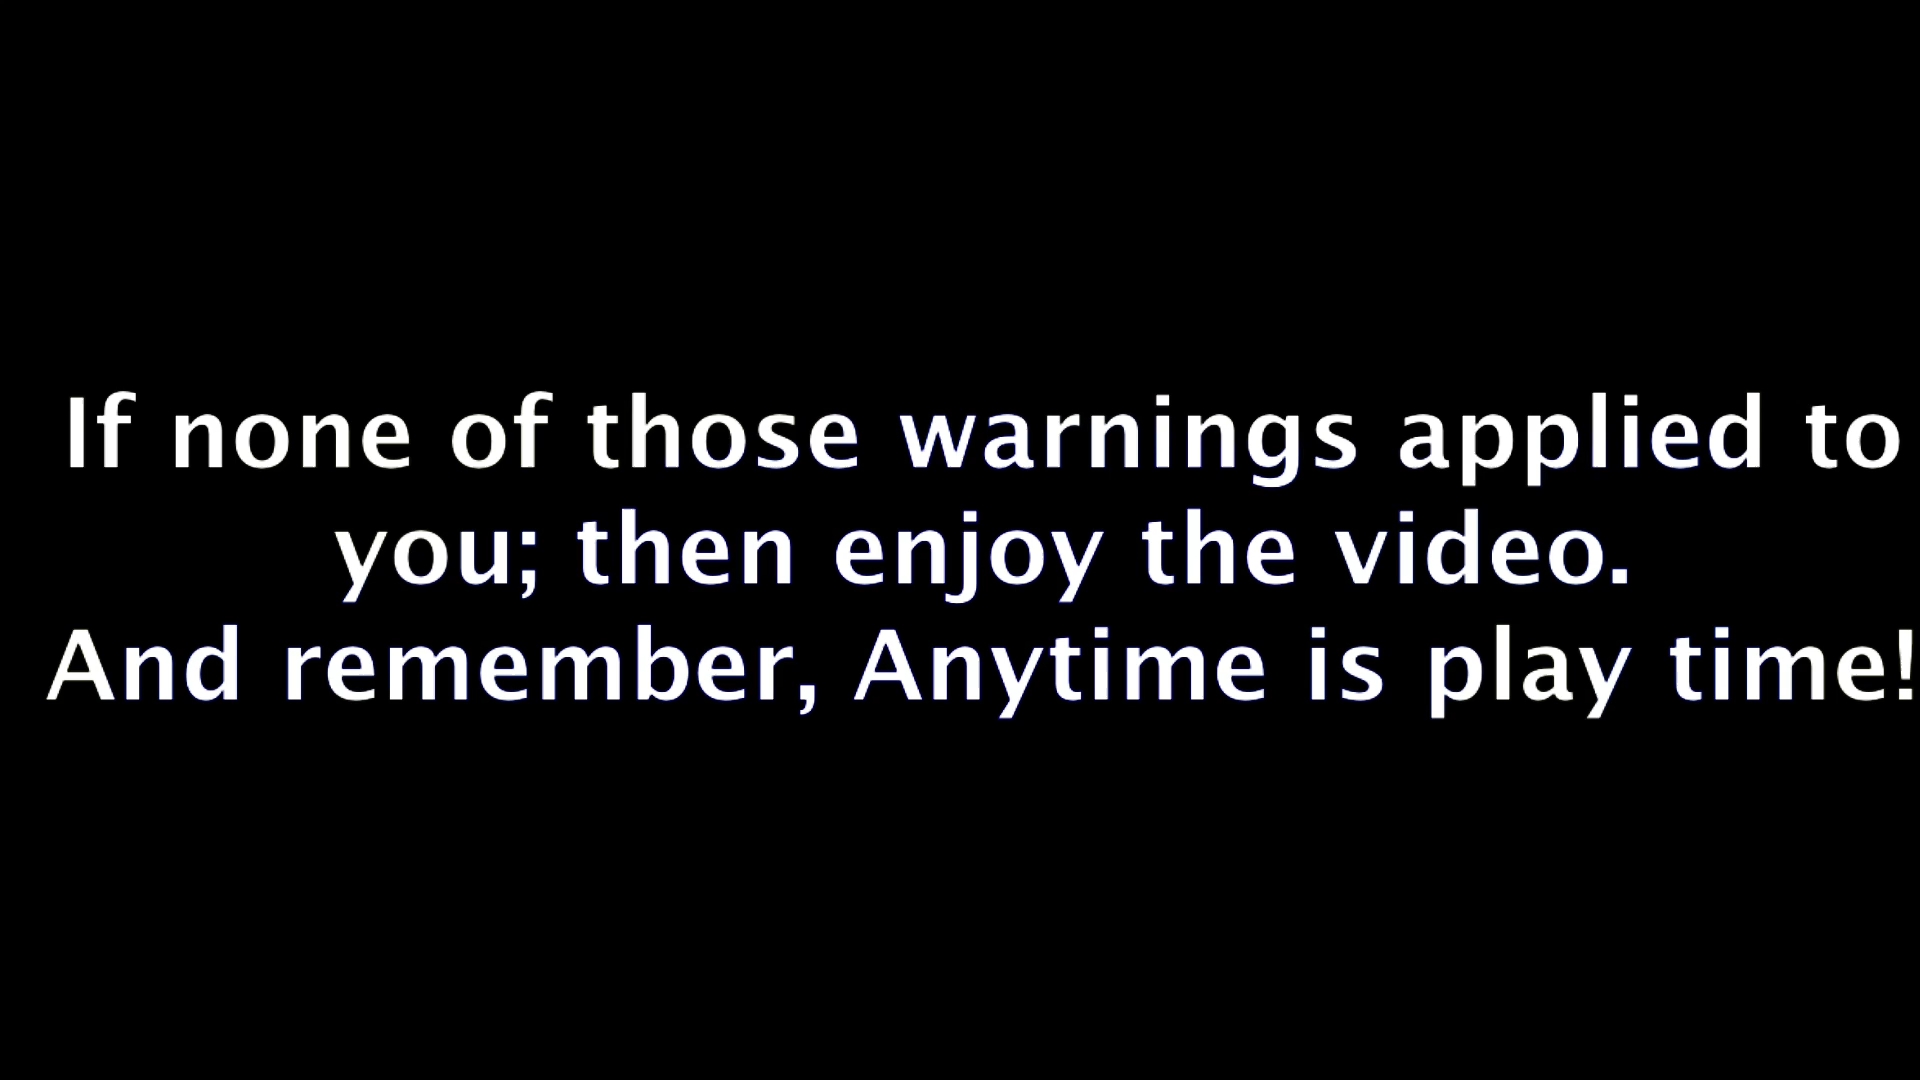 If none of those warnings applied to
you; then enjoy the video.
And remember, Anytime is play time!